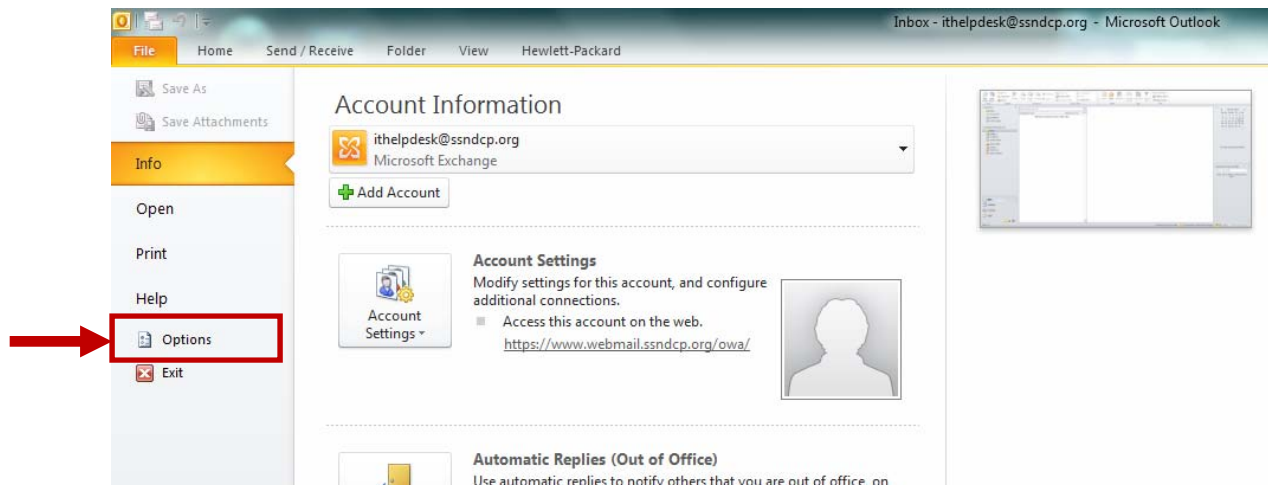 Inbox - ithelpdesk@ssndcp.org - Microsoft Outlook
File Home Send / Receive Folder View Hewlett-Packard
Save As
Save Attachments
Info
Open
Print
Help
Options
Exit
Account Information
ithelpdesk@ssndcp.org
Microsoft Exchange
Add Account
Account
Settings
Account Settings
Modify settings for this account, and configure
additional connections.
Access this account on the web.
https://www.webmail.ssndcp.org/owa/
Automatic Replies (Out of Office)
Use automatic replies to notify others that you are out of office, on